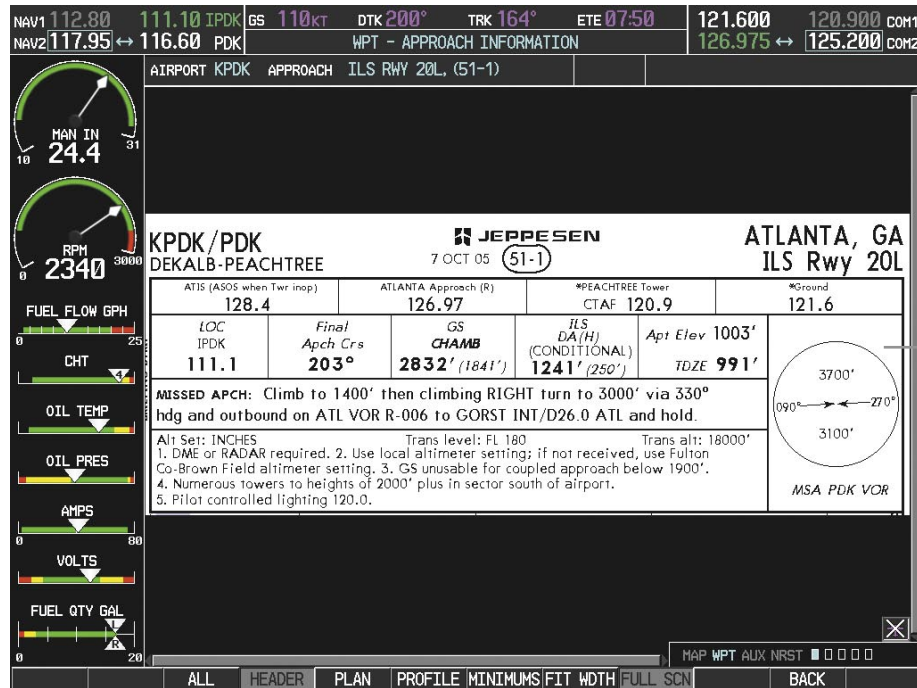 NAV1 112.80 111.10 IPDK GS 110KT DTK 200° TRK 164° ETE 07:50 121.600 120.900 COM1
NAV2 117.95 ↔ 116.60 PDK WPT - APPROACH INFORMATION 126.975 ↔ 125.200 COM2
AIRPORT KPDK APPROACH ILS RWY 20L, (51-1)
MAN IN
24.4
10 31
RPM
2340
0 3000
FUEL FLOW GPH
0 25
CHT
4
OIL TEMP
OIL PRES
AMPS
0 80
VOLTS
FUEL QTY GAL
L
R
0 20
KPDK/PDK JEPPESEN ATLANTA, GA
DEKALB-PEACHTREE 7 OCT 05 51-1 ILS Rwy 20L
ATIS (ASOS when Twr inop) ATLANTA Approach (R) *PEACHTREE Tower *Ground
128.4 126.97 CTAF 120.9 121.6
LOC Final GS ILS
IPDK Apch Crs CHAMB DA(H) Apt Elev 1003'
(CONDITIONAL)
111.1 203° 2832' (1841') 1241' (250') TDZE 991'
MISSED APCH: Climb to 1400' then climbing RIGHT turn to 3000' via 330°
hdg and outbound on ATL VOR R-006 to GORST INT/D26.0 ATL and hold.
Alt Set: INCHES Trans level: FL 180 Trans alt: 18000'
1. DME or RADAR required. 2. Use local altimeter setting; if not received, use Fulton
Co-Brown Field altimeter setting. 3. GS unusable for coupled approach below 1900'.
4. Numerous towers to heights of 2000' plus in sector south of airport.
5. Pilot controlled lighting 120.0.
3700'
090° 270°
3100'
MSA PDK VOR
MAP WPT AUX NRST
ALL HEADER PLAN PROFILE MINIMUMS FIT WDTH FULL SCN BACK